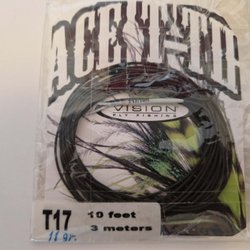 ACE T-TIP
VISION
FLY FISHING
T17
10 feet
3 meters
11 gr.